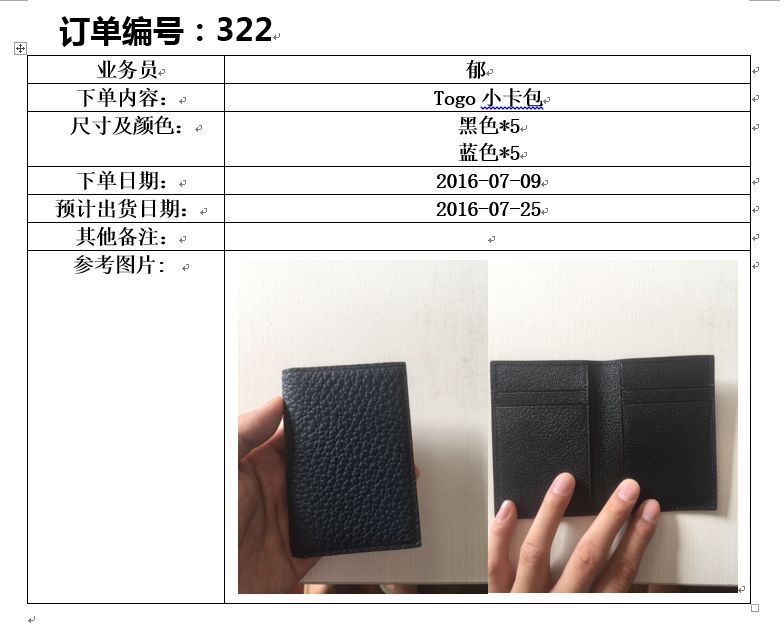 订单编号：322
业务员 郁
下单内容： Togo 小卡包
尺寸及颜色： 黑色*5
蓝色*5
下单日期： 2016-07-09
预计出货日期： 2016-07-25
其他备注：
参考图片: